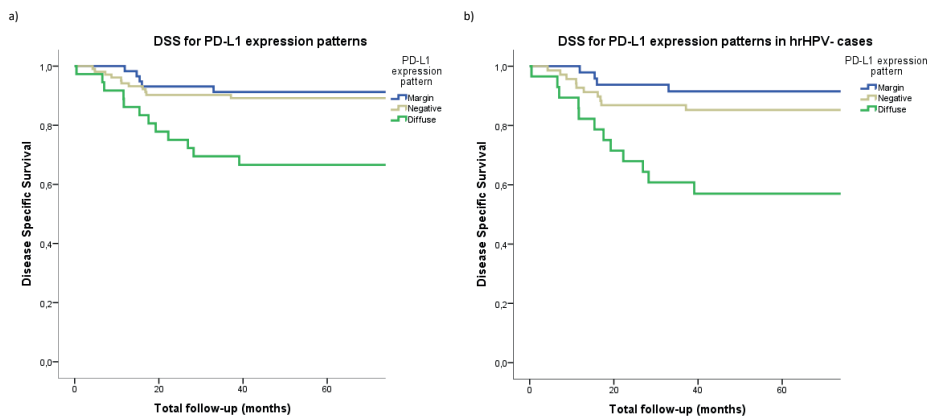 a)
DSS for PD-L1 expression patterns
PD-L1
expression
pattern
Margin
Negative
Diffuse
1,0
0,8
0,6
0,4
0,2
0,0
Disease Specific Survival
0
20
40
60
Total follow-up (months)
b)
DSS for PD-L1 expression patterns in hrHPV- cases
PD-L1 expression
pattern
Margin
Negative
Diffuse
1,0
0,8
0,6
0,4
0,2
0,0
Disease Specific Survival
0
20
40
60
Total follow-up (months)